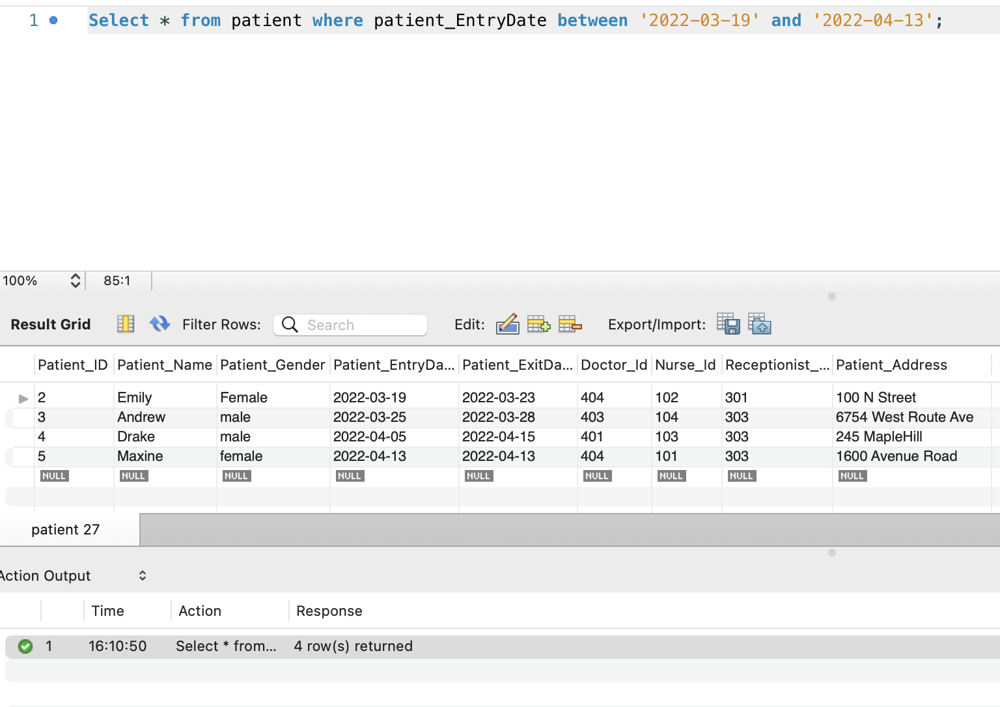 1 Select * from patient where patient_EntryDate between '2022-03-19' and '2022-04-13';
100% 85:1
Result Grid Filter Rows: Search Edit: Export/Import:
Patient_ID Patient_Name Patient_Gender Patient_EntryDa... Patient_ExitDa... Doctor_Id Nurse_Id Receptionist_... Patient_Address
2 Emily Female 2022-03-19 2022-03-23 404 102 301 100 N Street
3 Andrew male 2022-03-25 2022-03-28 403 104 303 6754 West Route Ave
4 Drake male 2022-04-05 2022-04-15 401 103 303 245 MapleHill
5 Maxine female 2022-04-13 2022-04-13 404 101 303 1600 Avenue Road
NULL NULL NULL NULL NULL NULL NULL NULL NULL
patient 27
Action Output
Time Action Response
1 16:10:50 Select * from... 4 row(s) returned